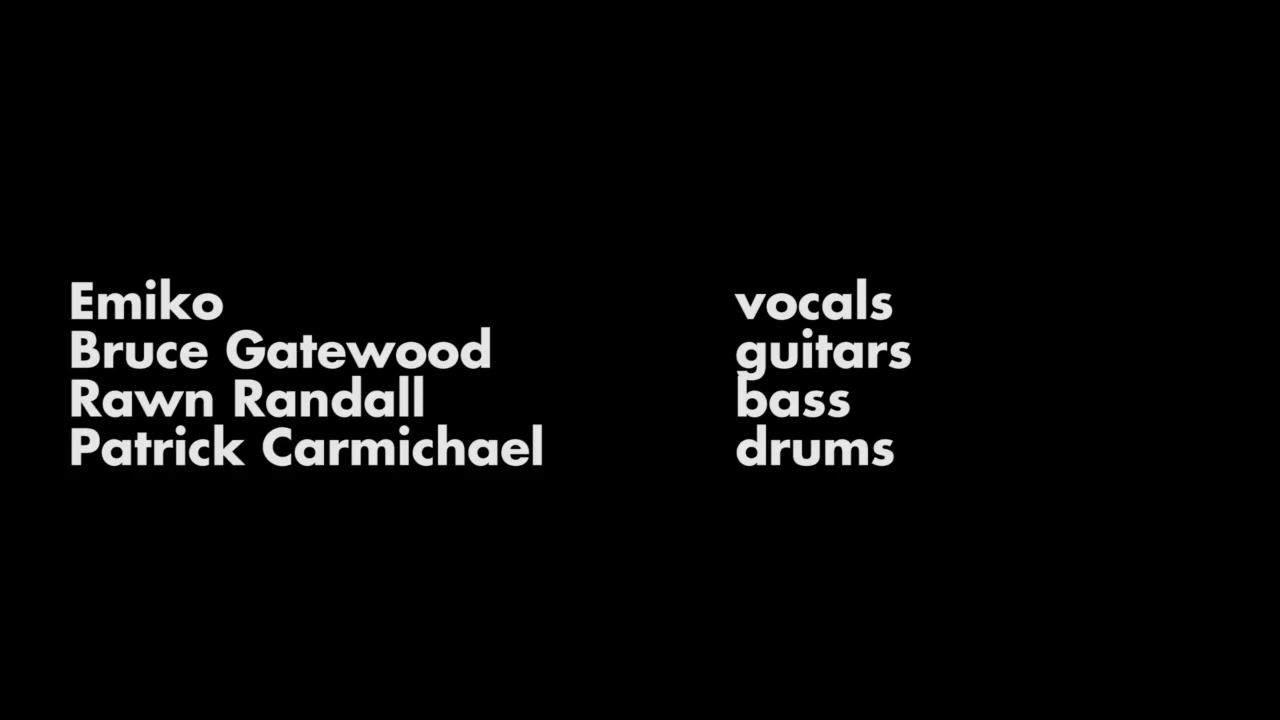 Emiko vocals
Bruce Gatewood guitars
Rawn Randall bass
Patrick Carmichael drums